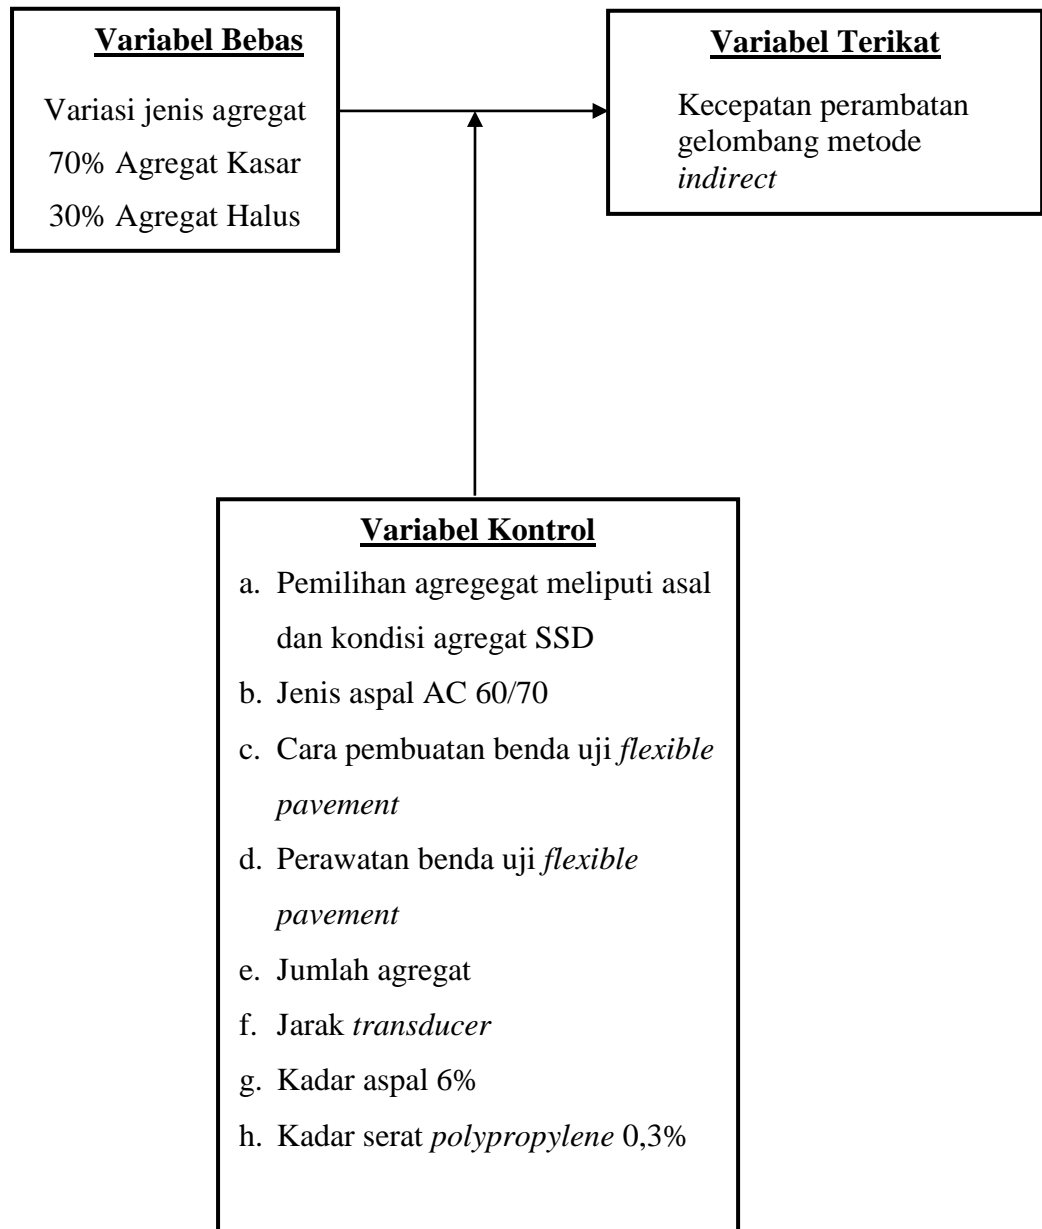 Variabel Bebas
Variasi jenis agregat
70% Agregat Kasar
30% Agregat Halus
Variabel Terikat
Kecepatan perambatan
gelombang metode
indirect
Variabel Kontrol
a. Pemilihan agregegat meliputi asal
dan kondisi agregat SSD
b. Jenis aspal AC 60/70
c. Cara pembuatan benda uji flexible
pavement
d. Perawatan benda uji flexible
pavement
e. Jumlah agregat
f. Jarak transducer
g. Kadar aspal 6%
h. Kadar serat polypropylene 0,3%